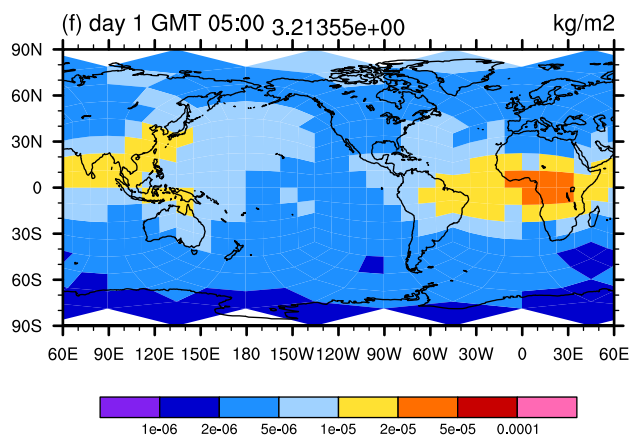 (f) day 1 GMT 05:00 3.21355e+00 kg/m2
90N
60N
30N
0
30S
60S
90S
60E 90E 120E 150E 180 150W 120W 90W 60W 30W 0 30E 60E
1e-06 2e-06 5e-06 1e-05 2e-05 5e-05 0.0001